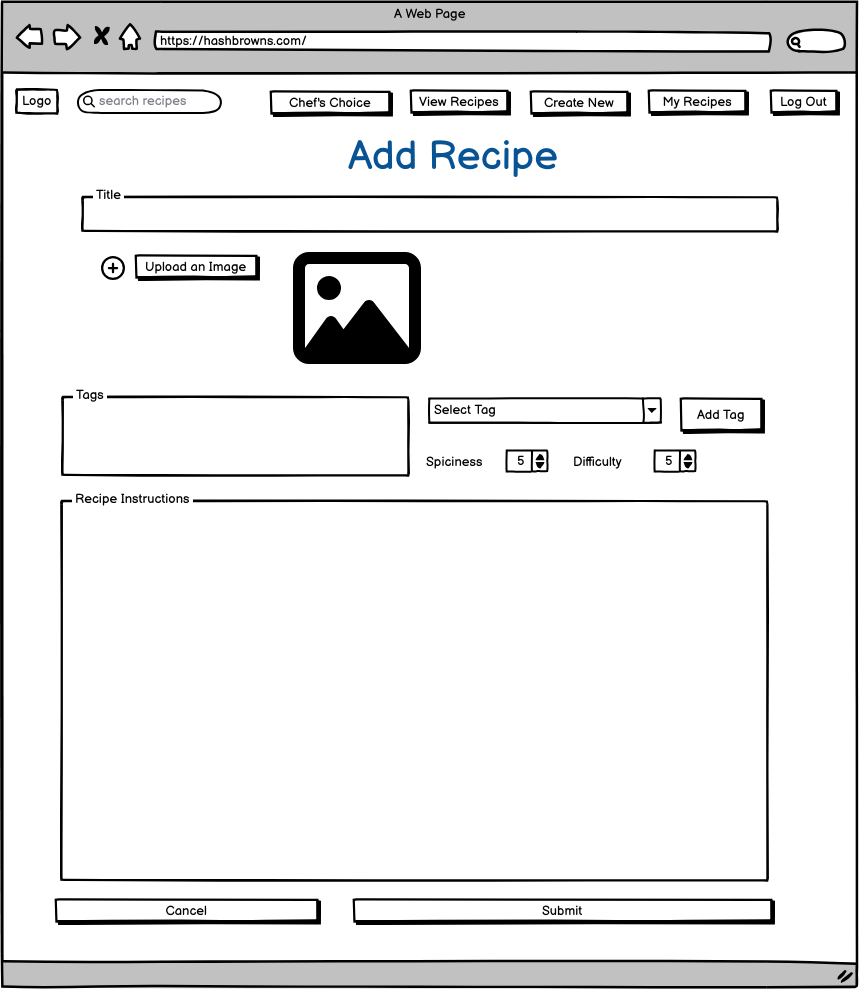 A Web Page
https://hashbrowns.com/
Logo
search recipes
Chef's Choice
View Recipes
Create New
My Recipes
Log Out
Add Recipe
Title
Upload an Image
Tags
Select Tag
Add Tag
Spiciness
5
Difficulty
5
Recipe Instructions
Cancel
Submit